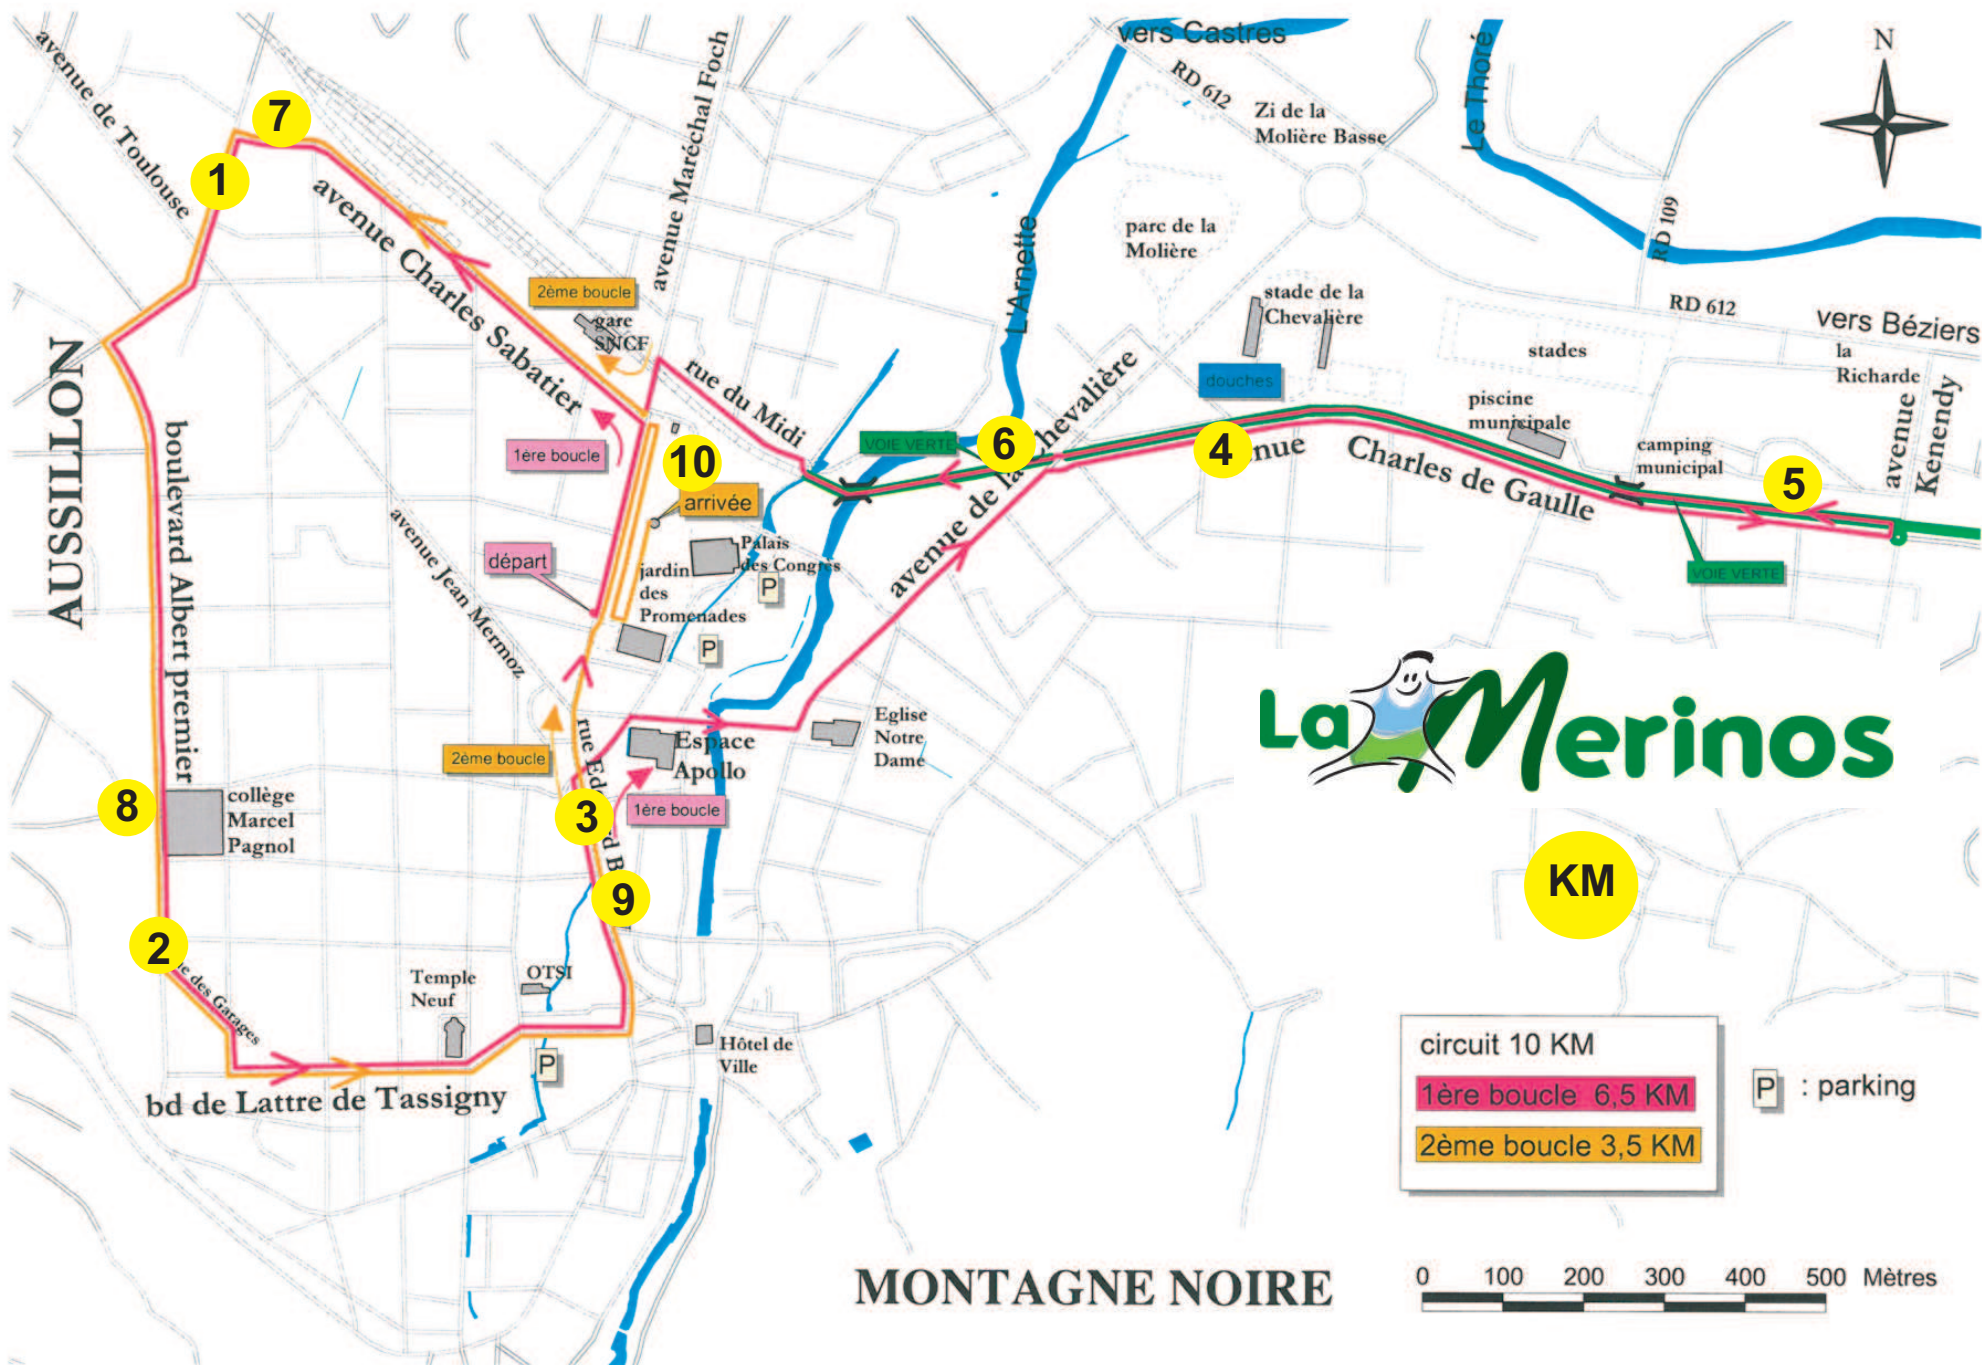 vers Castres
avenue de Toulouse
avenue Maréchal Foch
RD 612
Le Thoré
N
Zi de la
Molière Basse
7
1
avenue Charles Sabatier
L'Arnette
parc de la
Molière
RD 109
2ème boucle
gare
SNCF
stade de la
Chevalière
RD 612
vers Béziers
rue du Midi
stades
la
Richarde
douches
AUSSILLON
boulevard Albert premier
1ère boucle
10
VOIE VERTE
6
avenue de la Chevalière
4
nue
Charles de Gaulle
piscine
municipale
camping
municipal
5
avenue
Kenendy
arrivée
avenue Jean Mermoz
départ
Palais
des Congrès
P
jardin
des
Promenades
P
VOIE VERTE
La Merinos
2ème boucle
rue Ed
d B
Espace
Apollo
Eglise
Notre
Dame
1ère boucle
3
8
collège
Marcel
Pagnol
9
KM
2
e des Garages
Temple
Neuf
OTSI
P
Hôtel de
Ville
bd de Lattre de Tassigny
circuit 10 KM
1ère boucle 6,5 KM
2ème boucle 3,5 KM
P : parking
MONTAGNE NOIRE
0 100 200 300 400 500 Mètres